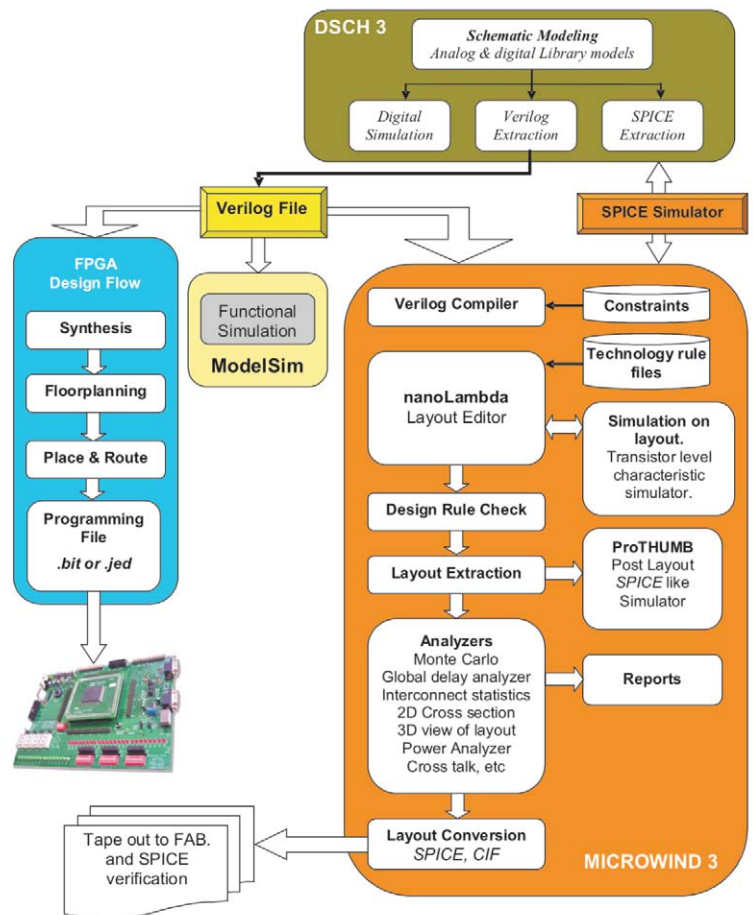 DSCH 3
Schematic Modeling
Analog & digital Library models
Digital
Simulation
Verilog
Extraction
SPICE
Extraction
Verilog File
SPICE Simulator
FPGA
Design Flow
Synthesis
Floorplanning
Place & Route
Programming
File
.bit or .jed
Functional
Simulation
ModelSim
Verilog Compiler
Constraints
Technology rule
files
nanoLambda
Layout Editor
Simulation on
layout.
Transistor level
characteristic
simulator.
Design Rule Check
Layout Extraction
ProTHUMB
Post Layout
SPICE like
Simulator
Analyzers
Monte Carlo
Global delay analyzer
Interconnect statistics
2D Cross section
3D view of layout
Power Analyzer
Cross talk, etc
Reports
Layout Conversion
SPICE, CIF
Tape out to FAB.
and SPICE
verification
MICROWIND 3